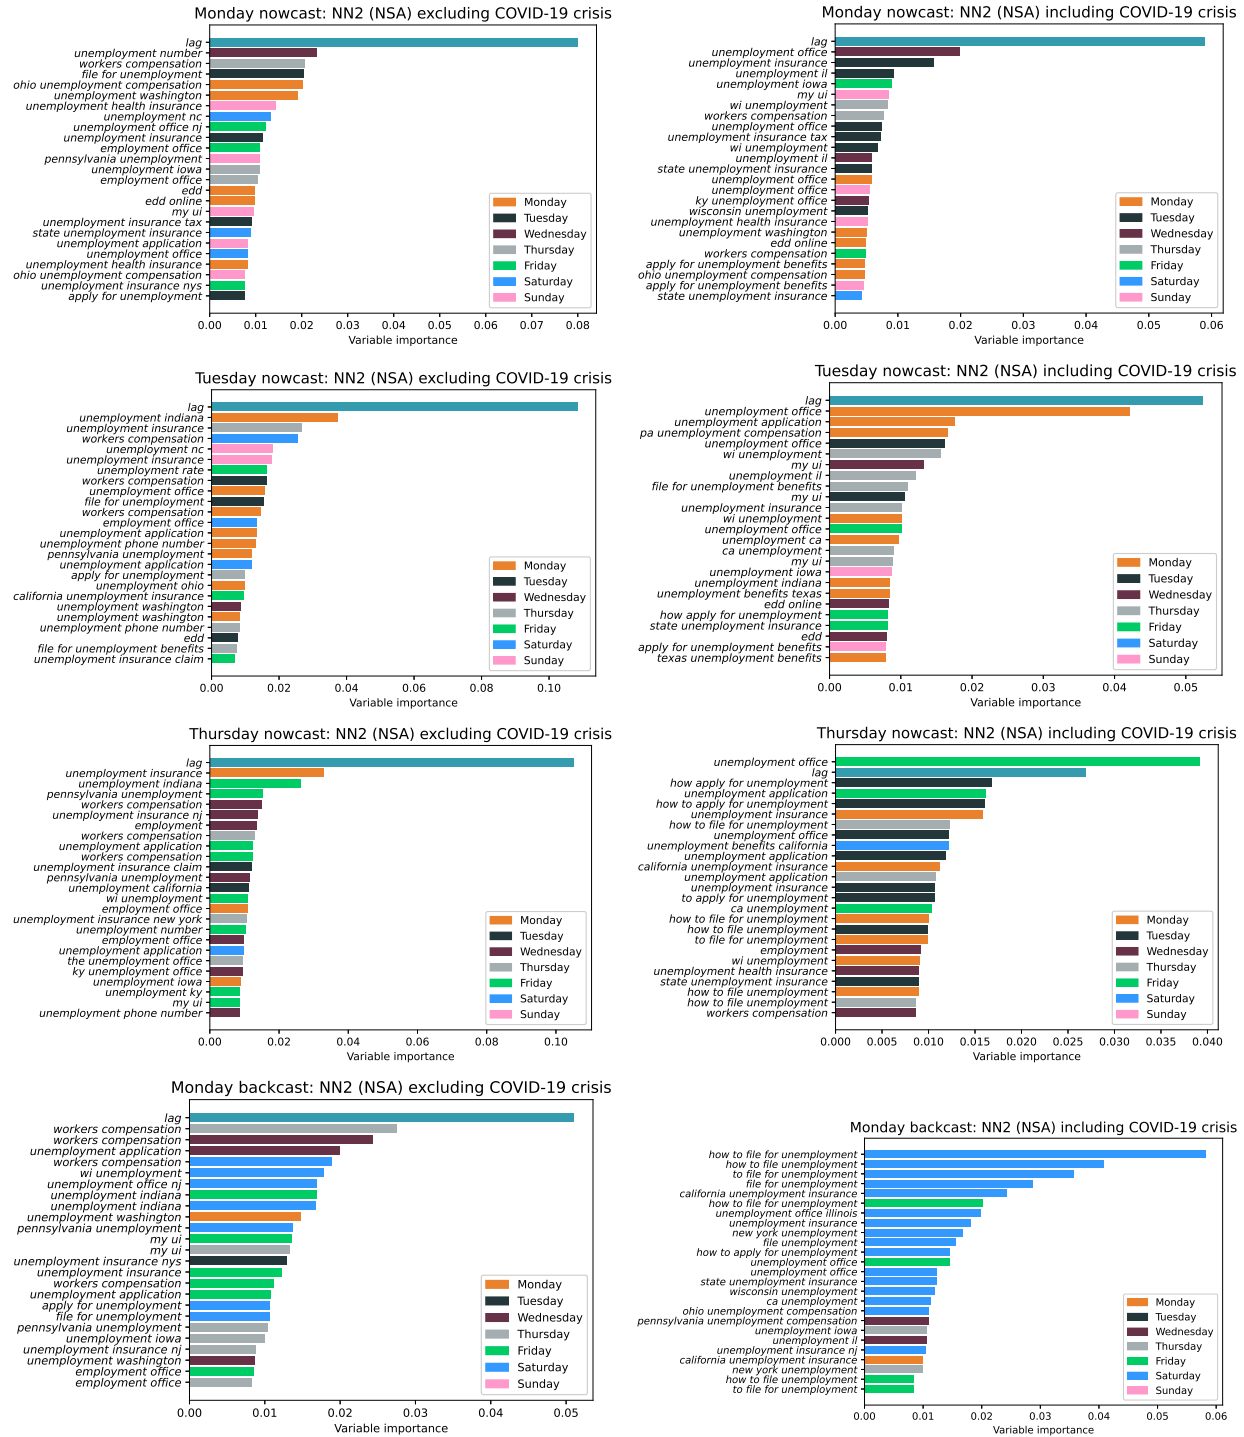 Monday nowcast: NN2 (NSA) excluding COVID-19 crisis
lag
unemployment number
workers compensation
file for unemployment
ohio unemployment compensation
unemployment washington
unemployment health insurance
unemployment nc
unemployment office nj
unemployment insurance
employment office
pennsylvania unemployment
unemployment iowa
employment office
edd
edd online
my ui
unemployment insurance tax
state unemployment insurance
unemployment application
unemployment office
unemployment health insurance
ohio unemployment compensation
unemployment insurance nys
apply for unemployment
Monday
Tuesday
Wednesday
Thursday
Friday
Saturday
Sunday
0.00 0.01 0.02 0.03 0.04 0.05 0.06 0.07 0.08
Variable importance
Monday nowcast: NN2 (NSA) including COVID-19 crisis
lag
unemployment office
unemployment insurance
unemployment il
unemployment iowa
my ui
wi unemployment
workers compensation
unemployment office
unemployment insurance tax
wi unemployment
unemployment il
state unemployment insurance
unemployment office
unemployment office
ky unemployment office
wisconsin unemployment
unemployment health insurance
unemployment washington
edd online
workers compensation
apply for unemployment benefits
ohio unemployment compensation
apply for unemployment benefits
state unemployment insurance
Monday
Tuesday
Wednesday
Thursday
Friday
Saturday
Sunday
0.00 0.01 0.02 0.03 0.04 0.05 0.06
Variable importance
Tuesday nowcast: NN2 (NSA) excluding COVID-19 crisis
lag
unemployment indiana
unemployment insurance
workers compensation
unemployment nc
unemployment insurance
unemployment rate
workers compensation
unemployment office
file for unemployment
workers compensation
employment office
unemployment application
unemployment phone number
pennsylvania unemployment
unemployment application
apply for unemployment
unemployment ohio
california unemployment insurance
unemployment washington
unemployment washington
unemployment phone number
edd
file for unemployment benefits
unemployment insurance claim
Monday
Tuesday
Wednesday
Thursday
Friday
Saturday
Sunday
0.00 0.02 0.04 0.06 0.08 0.10
Variable importance
Tuesday nowcast: NN2 (NSA) including COVID-19 crisis
lag
unemployment office
unemployment application
pa unemployment compensation
unemployment office
wi unemployment
my ui
unemployment il
file for unemployment benefits
my ui
unemployment insurance
wi unemployment
unemployment office
unemployment ca
ca unemployment
my ui
unemployment iowa
unemployment indiana
unemployment benefits texas
edd online
how apply for unemployment
state unemployment insurance
edd
apply for unemployment benefits
texas unemployment benefits
Monday
Tuesday
Wednesday
Thursday
Friday
Saturday
Sunday
0.00 0.01 0.02 0.03 0.04 0.05
Variable importance
Thursday nowcast: NN2 (NSA) excluding COVID-19 crisis
lag
unemployment insurance
unemployment indiana
pennsylvania unemployment
workers compensation
unemployment insurance nj
employment
workers compensation
unemployment application
workers compensation
unemployment insurance claim
pennsylvania unemployment
unemployment california
wi unemployment
employment office
unemployment insurance new york
unemployment number
employment office
unemployment application
the unemployment office
ky unemployment office
unemployment iowa
unemployment ky
my ui
unemployment phone number
Monday
Tuesday
Wednesday
Thursday
Friday
Saturday
Sunday
0.00 0.02 0.04 0.06 0.08 0.10
Variable importance
Thursday nowcast: NN2 (NSA) including COVID-19 crisis
unemployment office
lag
how apply for unemployment
unemployment application
how to apply for unemployment
unemployment insurance
how to file for unemployment
unemployment office
unemployment benefits california
unemployment application
california unemployment insurance
unemployment application
unemployment insurance
to apply for unemployment
ca unemployment
how to file for unemployment
how to file unemployment
to file for unemployment
employment
wi unemployment
unemployment health insurance
state unemployment insurance
how to file unemployment
how to file unemployment
workers compensation
Monday
Tuesday
Wednesday
Thursday
Friday
Saturday
Sunday
0.000 0.005 0.010 0.015 0.020 0.025 0.030 0.035 0.040
Variable importance
Monday backcast: NN2 (NSA) excluding COVID-19 crisis
lag
workers compensation
workers compensation
unemployment application
workers compensation
wi unemployment
unemployment office nj
unemployment indiana
unemployment indiana
unemployment washington
pennsylvania unemployment
my ui
my ui
unemployment insurance nys
unemployment insurance
workers compensation
unemployment application
apply for unemployment
file for unemployment
pennsylvania unemployment
unemployment iowa
unemployment insurance nj
unemployment washington
employment office
employment office
Monday
Tuesday
Wednesday
Thursday
Friday
Saturday
Sunday
0.00 0.01 0.02 0.03 0.04 0.05
Variable importance
Monday backcast: NN2 (NSA) including COVID-19 crisis
how to file for unemployment
how to file unemployment
to file for unemployment
file for unemployment
california unemployment insurance
how to file for unemployment
unemployment office illinois
unemployment insurance
new york unemployment
file unemployment
how to apply for unemployment
unemployment office
unemployment office
state unemployment insurance
wisconsin unemployment
ca unemployment
ohio unemployment compensation
pennsylvania unemployment compensation
unemployment iowa
unemployment il
unemployment insurance nj
california unemployment insurance
new york unemployment
how to file unemployment
to file for unemployment
Monday
Tuesday
Wednesday
Thursday
Friday
Saturday
Sunday
0.00 0.01 0.02 0.03 0.04 0.05 0.06
Variable importance